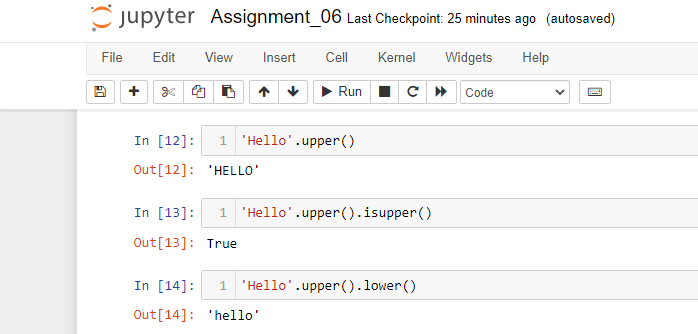 jupyter Assignment_06 Last Checkpoint: 25 minutes ago (autosaved)
File Edit View Insert Cell Kernel Widgets Help
Run Code
In [12]: 1 'Hello'.upper()
Out[12]: 'HELLO'
In [13]: 1 'Hello'.upper().isupper()
Out[13]: True
In [14]: 1 'Hello'.upper().lower()
Out[14]: 'hello'